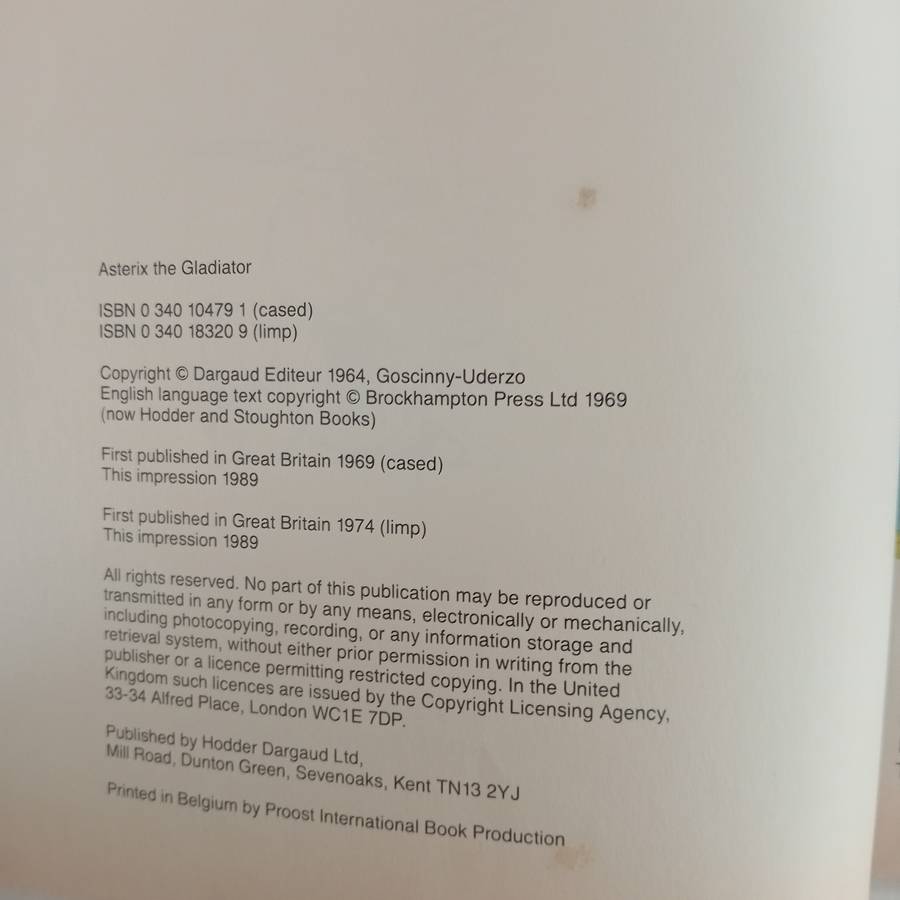 Asterix the Gladiator
ISBN 0 340 10479 1 (cased)
ISBN 0 340 18320 9 (limp)
Copyright © Dargaud Editeur 1964, Goscinny-Uderzo
English language text copyright © Brockhampton Press Ltd 1969
(now Hodder and Stoughton Books)
First published in Great Britain 1969 (cased)
This impression 1989
First published in Great Britain 1974 (limp)
This impression 1989
All rights reserved. No part of this publication may be reproduced or
transmitted in any form or by any means, electronically or mechanically,
including photocopying, recording, or any information storage and
retrieval system, without either prior permission in writing from the
publisher or a licence permitting restricted copying. In the United
Kingdom such licences are issued by the Copyright Licensing Agency,
33-34 Alfred Place, London WC1E 7DP.
Published by Hodder Dargaud Ltd,
Mill Road, Dunton Green, Sevenoaks, Kent TN13 2YJ
Printed in Belgium by Proost International Book Production